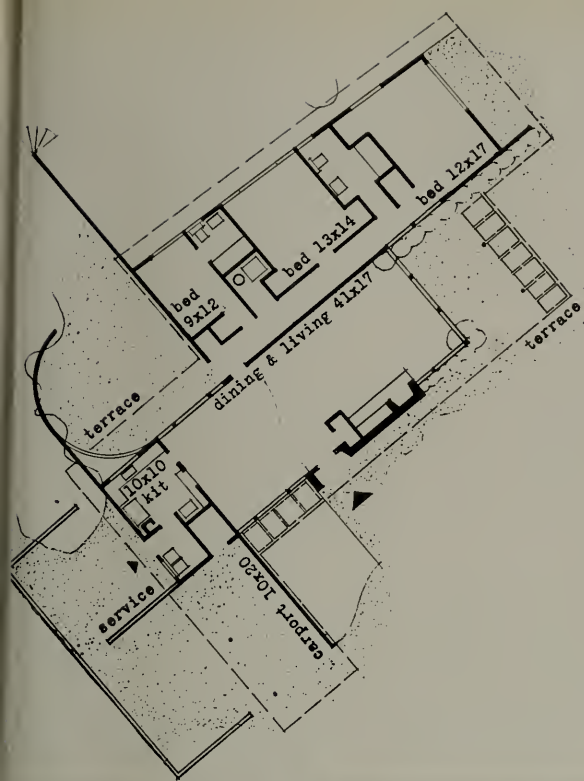 bed 12x17
bed 13x14
bed
9x12
dining & living 41x17
terrace
terrace
10x10
kit
service
carport 10x20